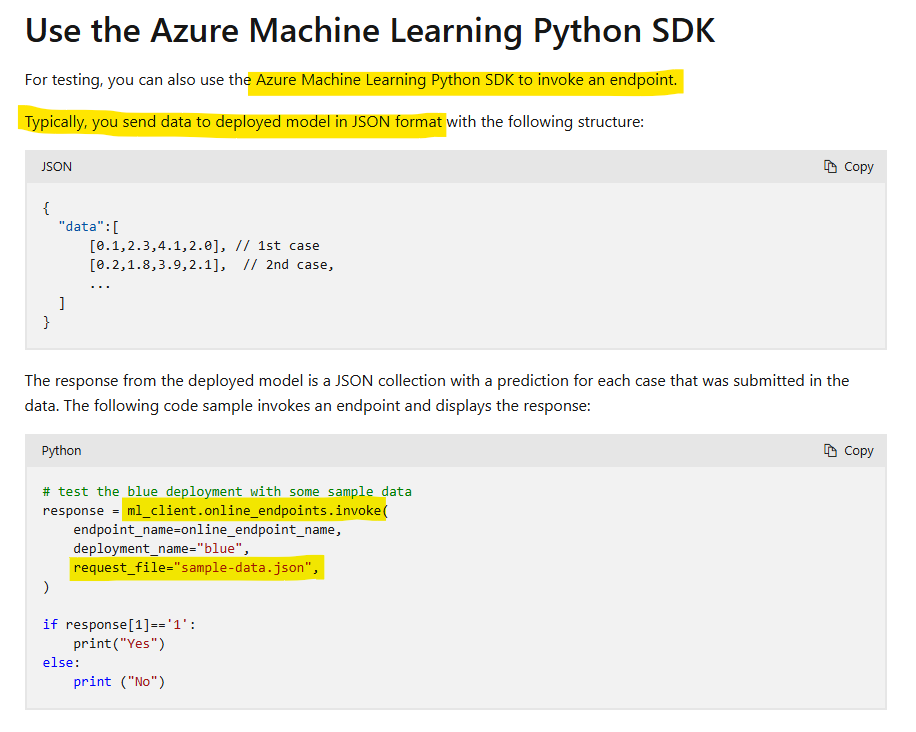 Use the Azure Machine Learning Python SDK
For testing, you can also use the Azure Machine Learning Python SDK to invoke an endpoint.
Typically, you send data to deployed model in JSON format with the following structure:
JSON
Copy
{
  "data":[
      [0.1,2.3,4.1,2.0], // 1st case
      [0.2,1.8,3.9,2.1],  // 2nd case,
      ...
  ]
}
The response from the deployed model is a JSON collection with a prediction for each case that was submitted in the
data. The following code sample invokes an endpoint and displays the response:
Python
Copy
# test the blue deployment with some sample data
response = ml_client.online_endpoints.invoke(
    endpoint_name=online_endpoint_name,
    deployment_name="blue",
    request_file="sample-data.json",
)
if response[1]=='1':
    print("Yes")
else:
    print ("No")